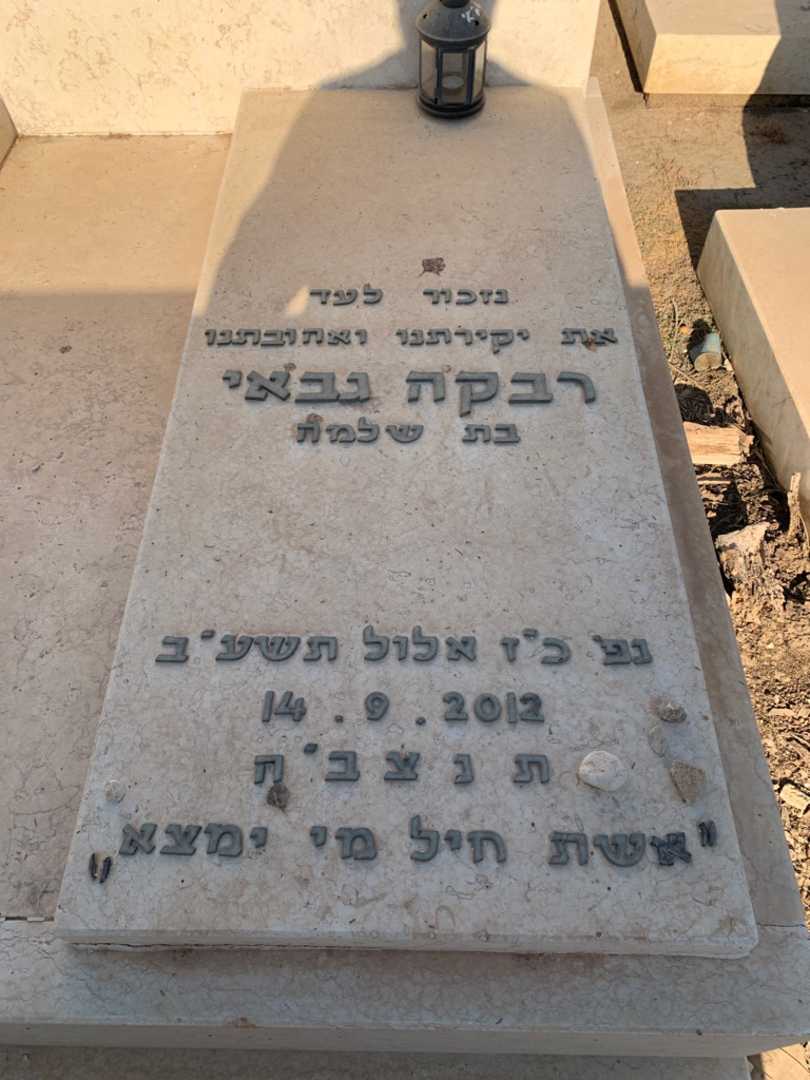 נזכור לעד
את יקירתנו ואהובתנו
רבקה גבאי
בת שלמה
נפ' כ"ז אלול תשע"ב
14.9.2012
ת נ צ ב" ה
"אשת חיל מי ימצא"